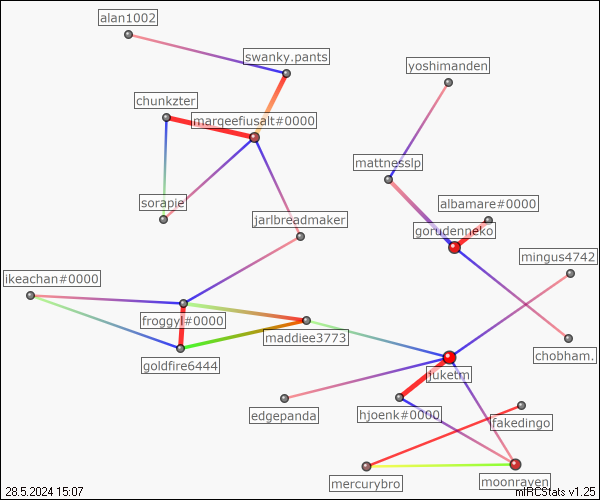 alan1002
swanky.pants
yoshimanden
chunkzter
marqeefiusalt#0000
mattnesslp
sorapie
albamare#0000
jarlbreadmaker
gorudenneko
mingus4742
ikeachan#0000
froggyl#0000
maddiee3773
goldfire6444
chobham.
juketm
edgepanda
hjoenk#0000
fakedingo
mercurybro
moonraven
28.5.2024 15:07
mIRCStats v1.25